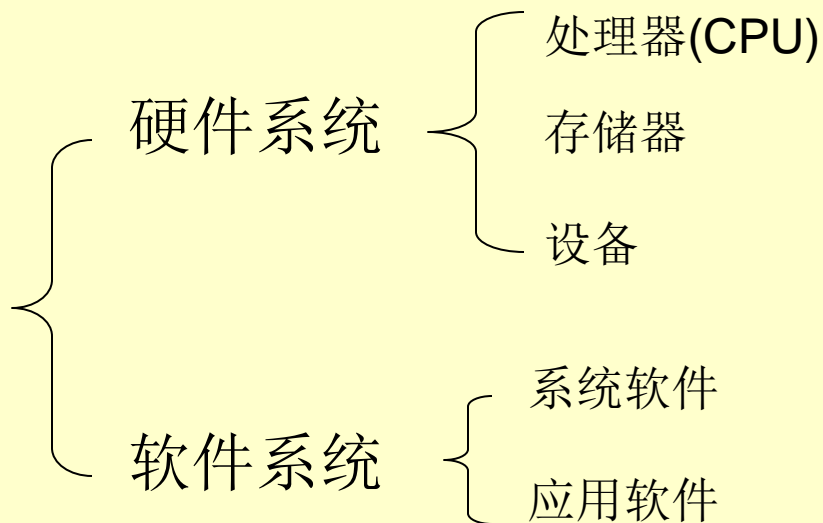 硬件系统
处理器(CPU)
存储器
设备
软件系统
系统软件
应用软件